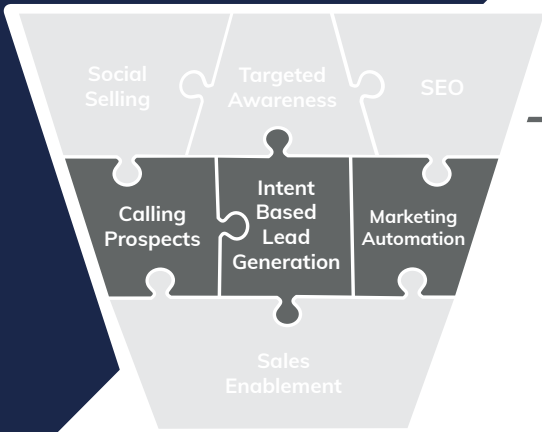 Social
Selling
Targeted
Awareness
SEO
Calling
Prospects
Intent
Based
Lead
Generation
Marketing
Automation
Sales
Enablement